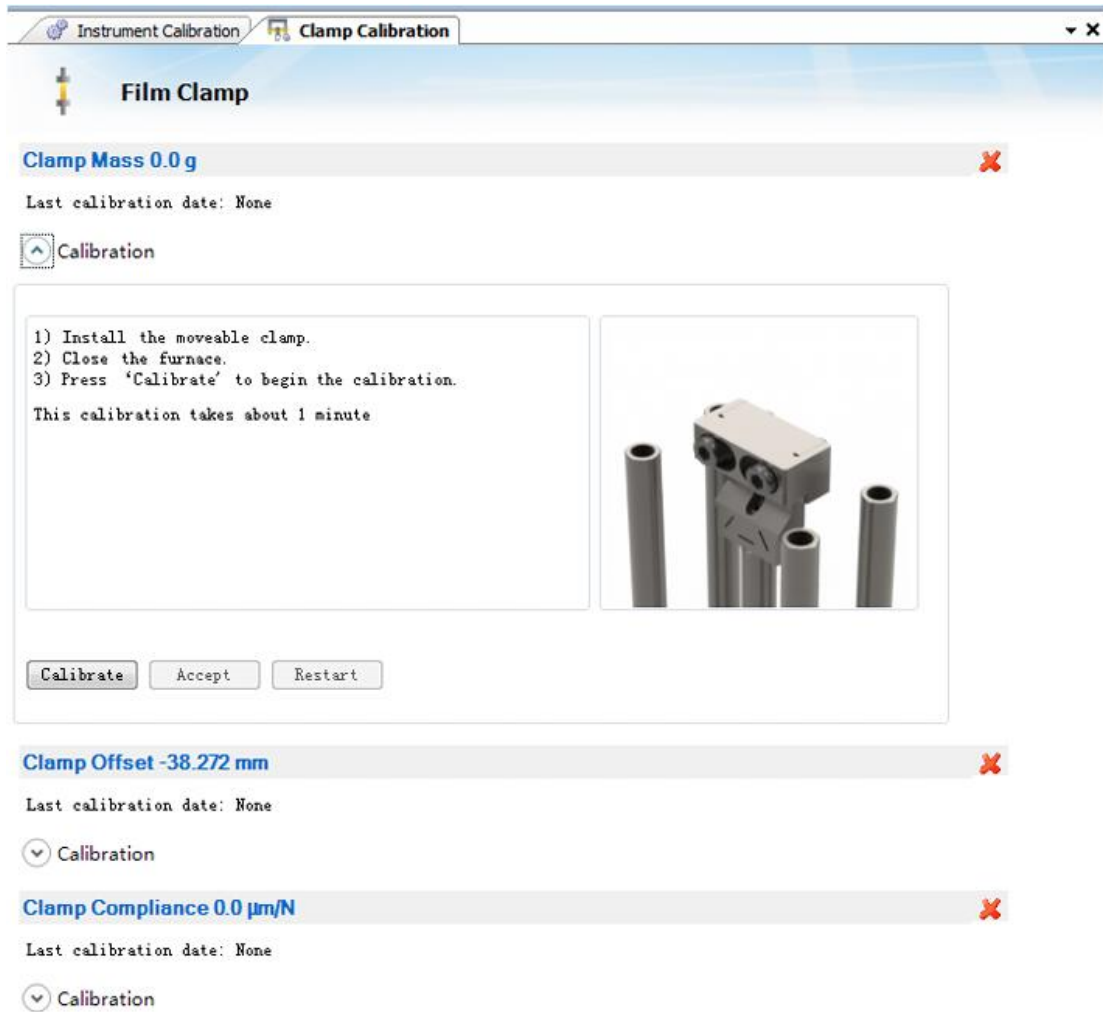 Instrument Calibration Clamp Calibration
Film Clamp
Clamp Mass 0.0 g
Last calibration date: None
Calibration
1) Install the moveable clamp.
2) Close the furnace.
3) Press ‘Calibrate’ to begin the calibration.
This calibration takes about 1 minute
Calibrate Accept Restart
Clamp Offset -38.272 mm
Last calibration date: None
Calibration
Clamp Compliance 0.0 µm/N
Last calibration date: None
Calibration